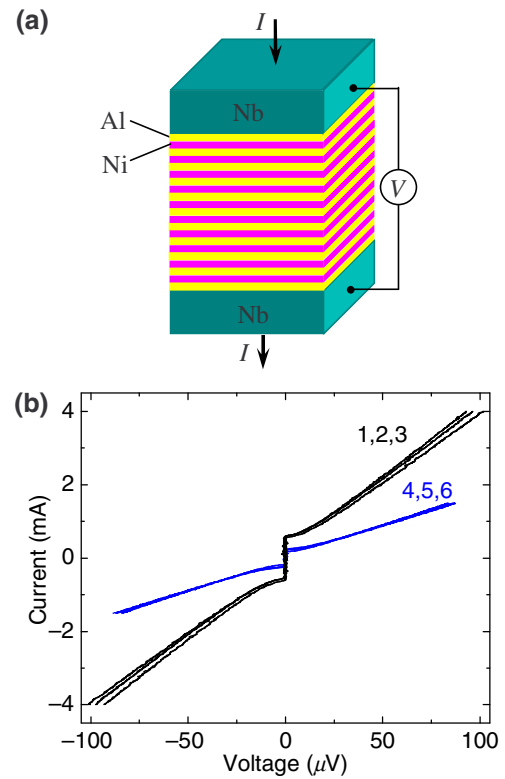 (a)
I
Nb
Al
Ni
V
Nb
I
(b)
4
2
0
−2
−4
Current (mA)
1,2,3
4,5,6
−100
−50
0
50
100
Voltage (μV)